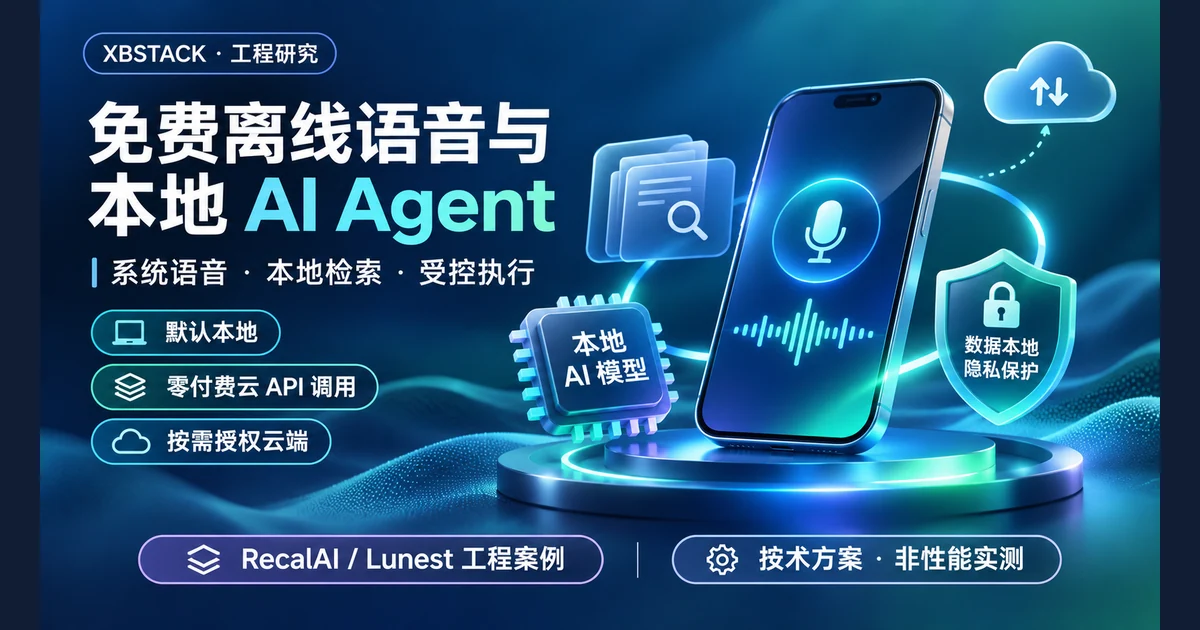 XBSTACK · 工程研究
免费离线语音与
本地 AI Agent
系统语音 · 本地检索 · 受控执行
默认本地
零付费云 API 调用
按需授权云端
本地
AI 模型
数据本地
隐私保护
RecalAI / Lunest 工程案例
技术方案 · 非性能实测